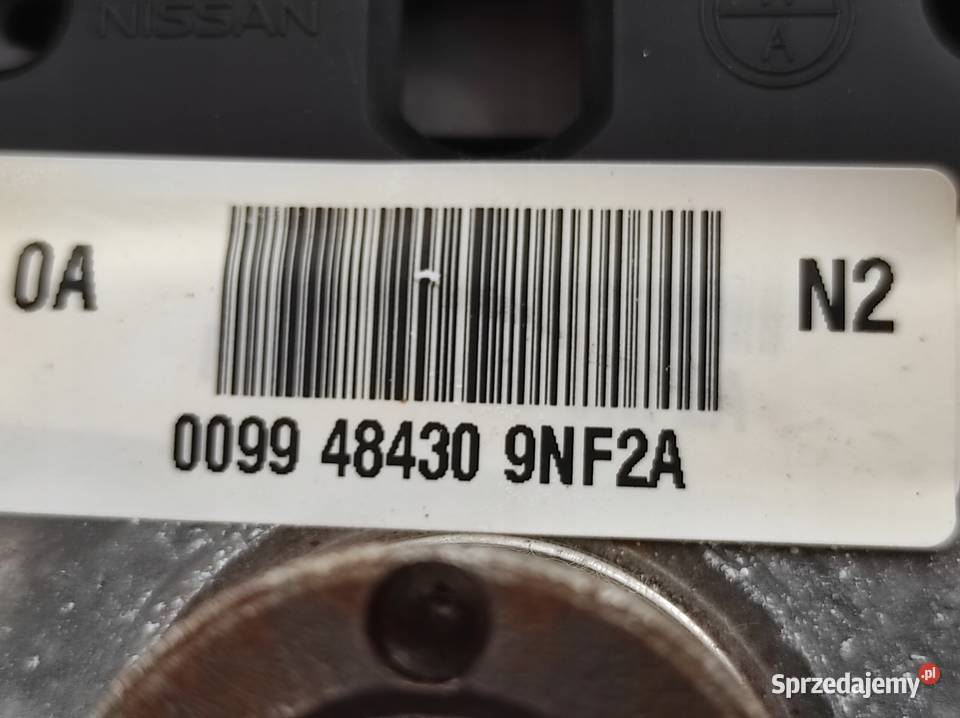 NISSAN
A
0A
N2
0099 48430 9NF2A
Sprzedajemy.pl